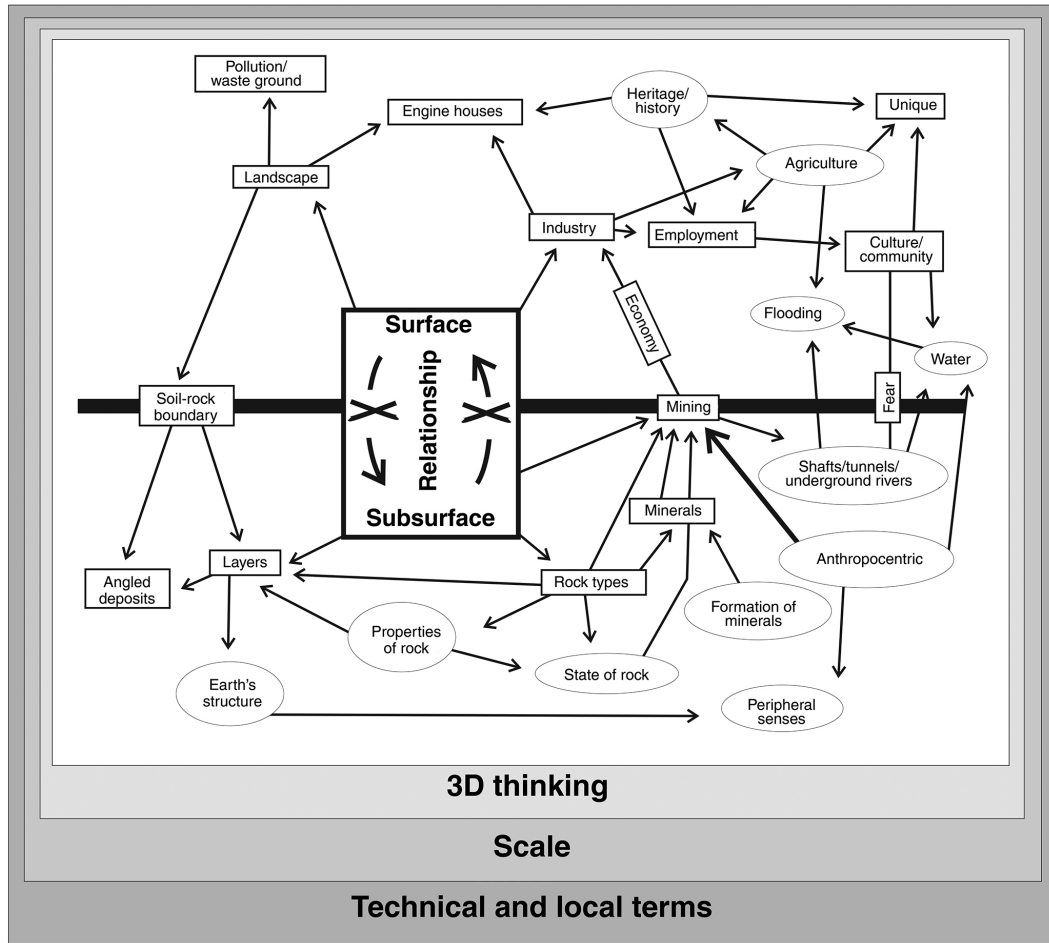 Pollution/
waste ground
Engine houses
Heritage/
history
Unique
Landscape
Agriculture
Industry
Employment
Culture/
community
Economy
Flooding
Water
Surface
Relationship
Subsurface
Soil-rock
boundary
Mining
Fear
Shafts/tunnels/
underground rivers
Minerals
Anthropocentric
Layers
Angled
deposits
Rock types
Formation of
minerals
Properties
of rock
State of rock
Earth's
structure
Peripheral
senses
3D thinking
Scale
Technical and local terms